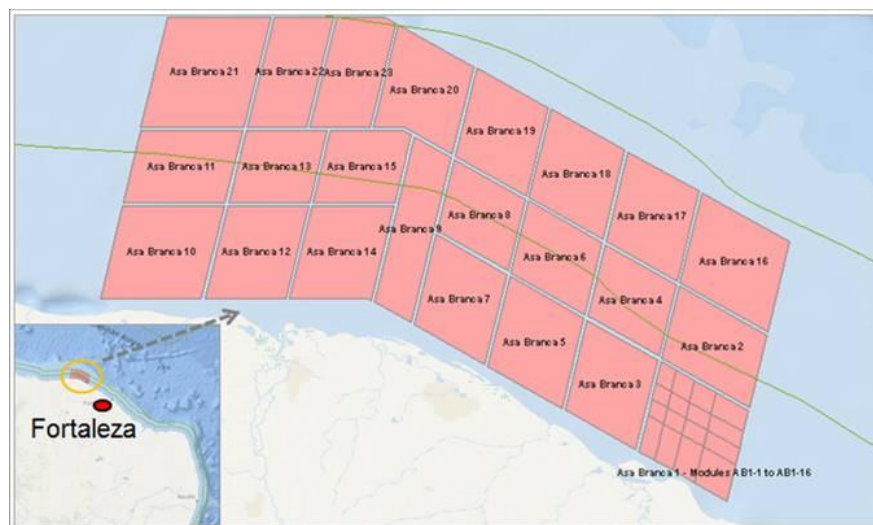 Asa Branca 21
Asa Branca 22
Asa Branca 23
Asa Branca 20
Asa Branca 19
Asa Branca 18
Asa Branca 17
Asa Branca 16
Asa Branca 11
Asa Branca 13
Asa Branca 15
Asa Branca 9
Asa Branca 8
Asa Branca 6
Asa Branca 4
Asa Branca 2
Asa Branca 10
Asa Branca 12
Asa Branca 14
Asa Branca 7
Asa Branca 5
Asa Branca 3
Asa Branca 1 - Modules AB1-1 to AB1-16
Fortaleza